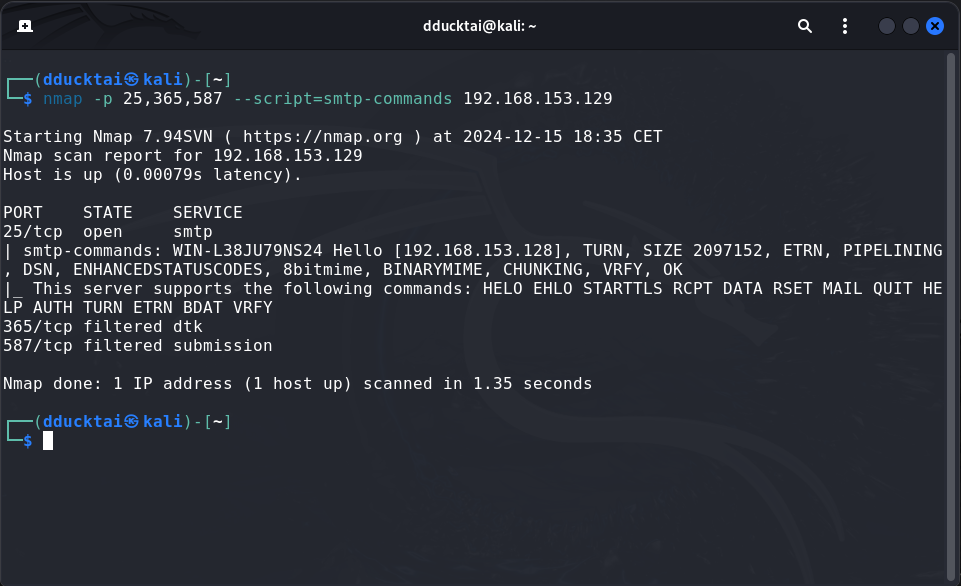 dducktai@kali: ~
┌──(dducktai㉿kali)-[~]
└─$ nmap -p 25,365,587 --script=smtp-commands 192.168.153.129
Starting Nmap 7.94SVN ( https://nmap.org ) at 2024-12-15 18:35 CET
Nmap scan report for 192.168.153.129
Host is up (0.00079s latency).
PORT    STATE    SERVICE
25/tcp  open     smtp
| smtp-commands: WIN-L38JU79NS24 Hello [192.168.153.128], TURN, SIZE 2097152, ETRN, PIPELINING
, DSN, ENHANCEDSTATUSCODES, 8bitmime, BINARYMIME, CHUNKING, VRFY, OK
|_ This server supports the following commands: HELO EHLO STARTTLS RCPT DATA RSET MAIL QUIT HE
LP AUTH TURN ETRN BDAT VRFY
365/tcp filtered dtk
587/tcp filtered submission
Nmap done: 1 IP address (1 host up) scanned in 1.35 seconds
┌──(dducktai㉿kali)-[~]
└─$